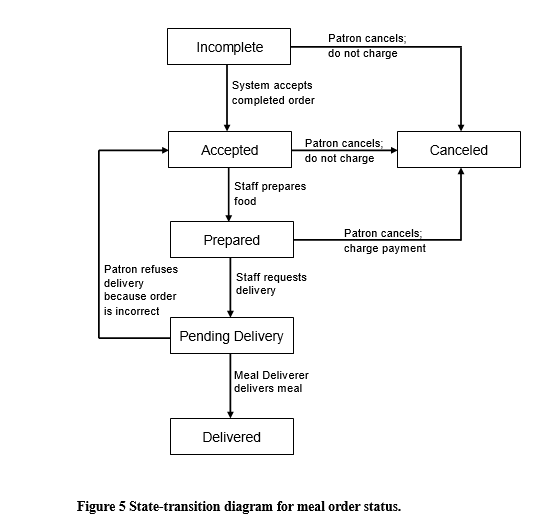 Incomplete
Patron cancels;
do not charge
System accepts
completed order
Accepted
Patron cancels;
do not charge
Canceled
Staff prepares
food
Prepared
Patron cancels;
charge payment
Patron refuses
delivery
because order
is incorrect
Staff requests
delivery
Pending Delivery
Meal Deliverer
delivers meal
Delivered
Figure 5 State-transition diagram for meal order status.